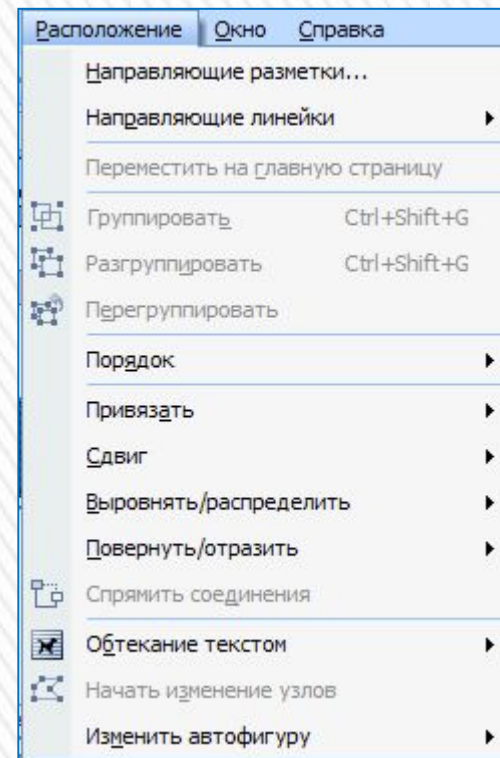 Расположение Окно Справка
Направляющие разметки...
Направляющие линейки
Переместить на главную страницу
Группировать Ctrl+Shift+G
Разгруппировать Ctrl+Shift+G
Перегруппировать
Порядок
Привязать
Сдвиг
Выровнять/распределить
Повернуть/отразить
Спрямить соединения
Обтекание текстом
Начать изменение узлов
Изменить автофигуру